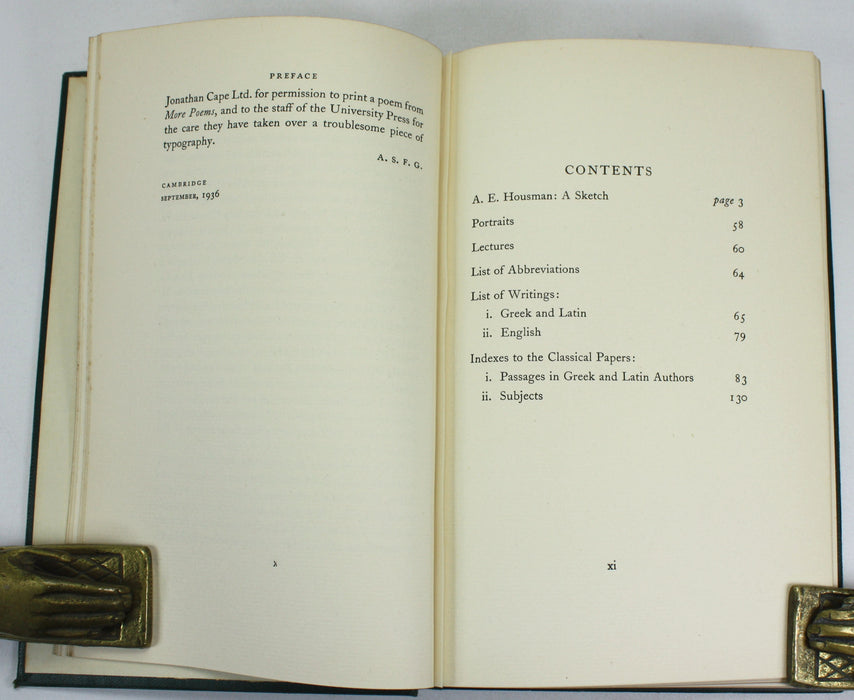 PREFACE
Jonathan Cape Ltd. for permission to print a poem from
More Poems, and to the staff of the University Press for
the care they have taken over a troublesome piece of
typography.
A. S. F. G.
CAMBRIDGE
SEPTEMBER, 1936
x
CONTENTS
A. E. Housman: A Sketch page 3
Portraits 58
Lectures 60
List of Abbreviations 64
List of Writings:
i. Greek and Latin 65
ii. English 79
Indexes to the Classical Papers:
i. Passages in Greek and Latin Authors 83
ii. Subjects 130
xi